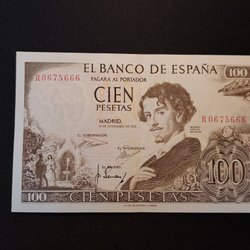 EL BANCO DE ESPAÑA
PAGARA AL PORTADOR
100
R0675666
CIEN
R0675666
PESETAS
MADRID,
EL GOBERNADOR
EL INTERVENTOR
EL CAJERO
100
100
CIEN PESETAS